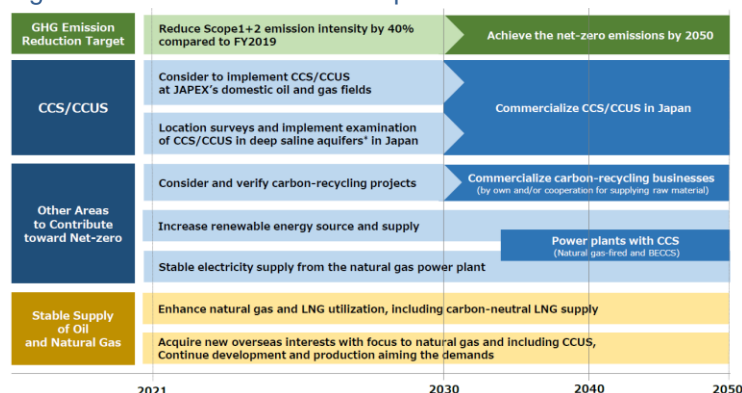 GHG Emission
Reduction Target
Reduce Scope1+2 emission intensity by 40%
compared to FY2019
Achieve the net-zero emissions by 2050
CCS/CCUS
Consider to implement CCS/CCUS
at JAPEX's domestic oil and gas fields
Location surveys and implement examination
of CCS/CCUS in deep saline aquifers* in Japan
Commercialize CCS/CCUS in Japan
Other Areas
to Contribute
toward Net-zero
Consider and verify carbon-recycling projects
Commercialize carbon-recycling businesses
(by own and/or cooperation for supplying raw material)
Increase renewable energy source and supply
Stable electricity supply from the natural gas power plant
Power plants with CCS
(Natural gas-fired and BECCS)
Stable Supply
of Oil
and Natural Gas
Enhance natural gas and LNG utilization, including carbon-neutral LNG supply
Acquire new overseas interests with focus to natural gas and including CCUS,
Continue development and production aiming the demands
2021 2030 2040 2050